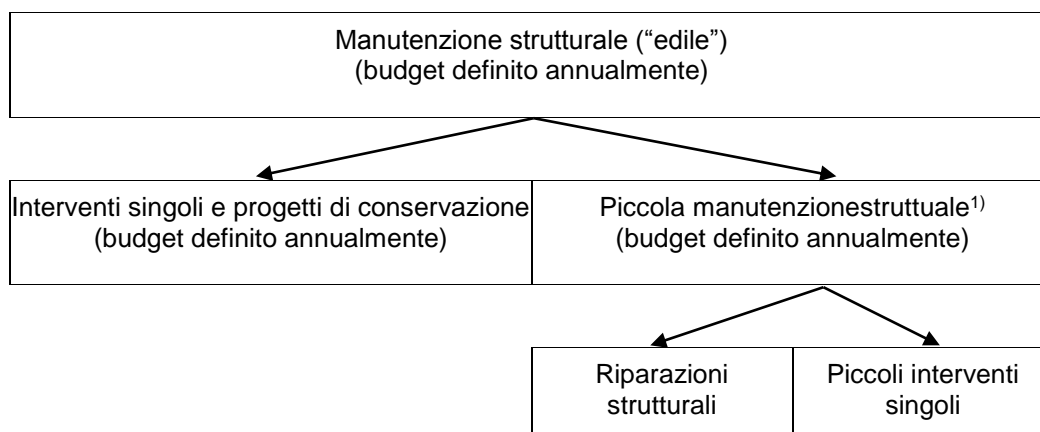 Manutenzione strutturale (“edile”)
(budget definito annualmente)
Interventi singoli e progetti di conservazione
(budget definito annualmente)
Piccola manutenzionestruttuale¹⁾
(budget definito annualmente)
Riparazioni
strutturali
Piccoli interventi
singoli